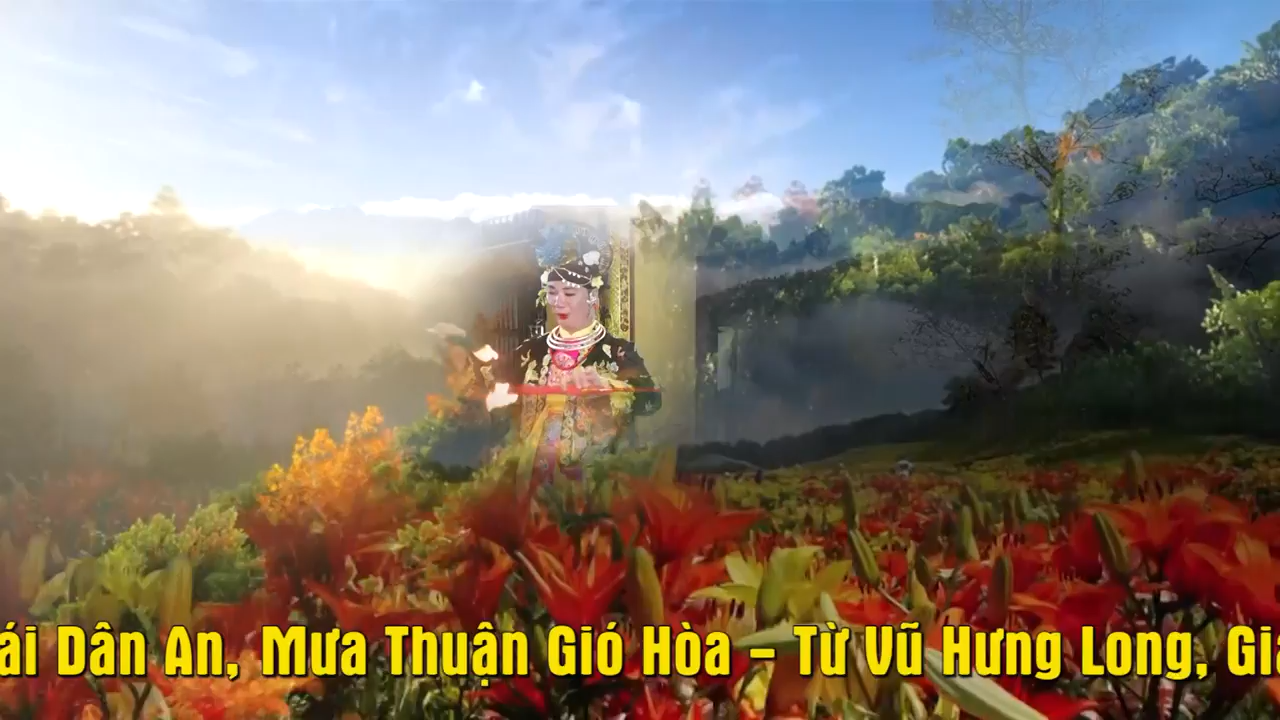 ái Dân An, Mưa Thuận Gió Hòa – Từ Vũ Hưng Long, Gia